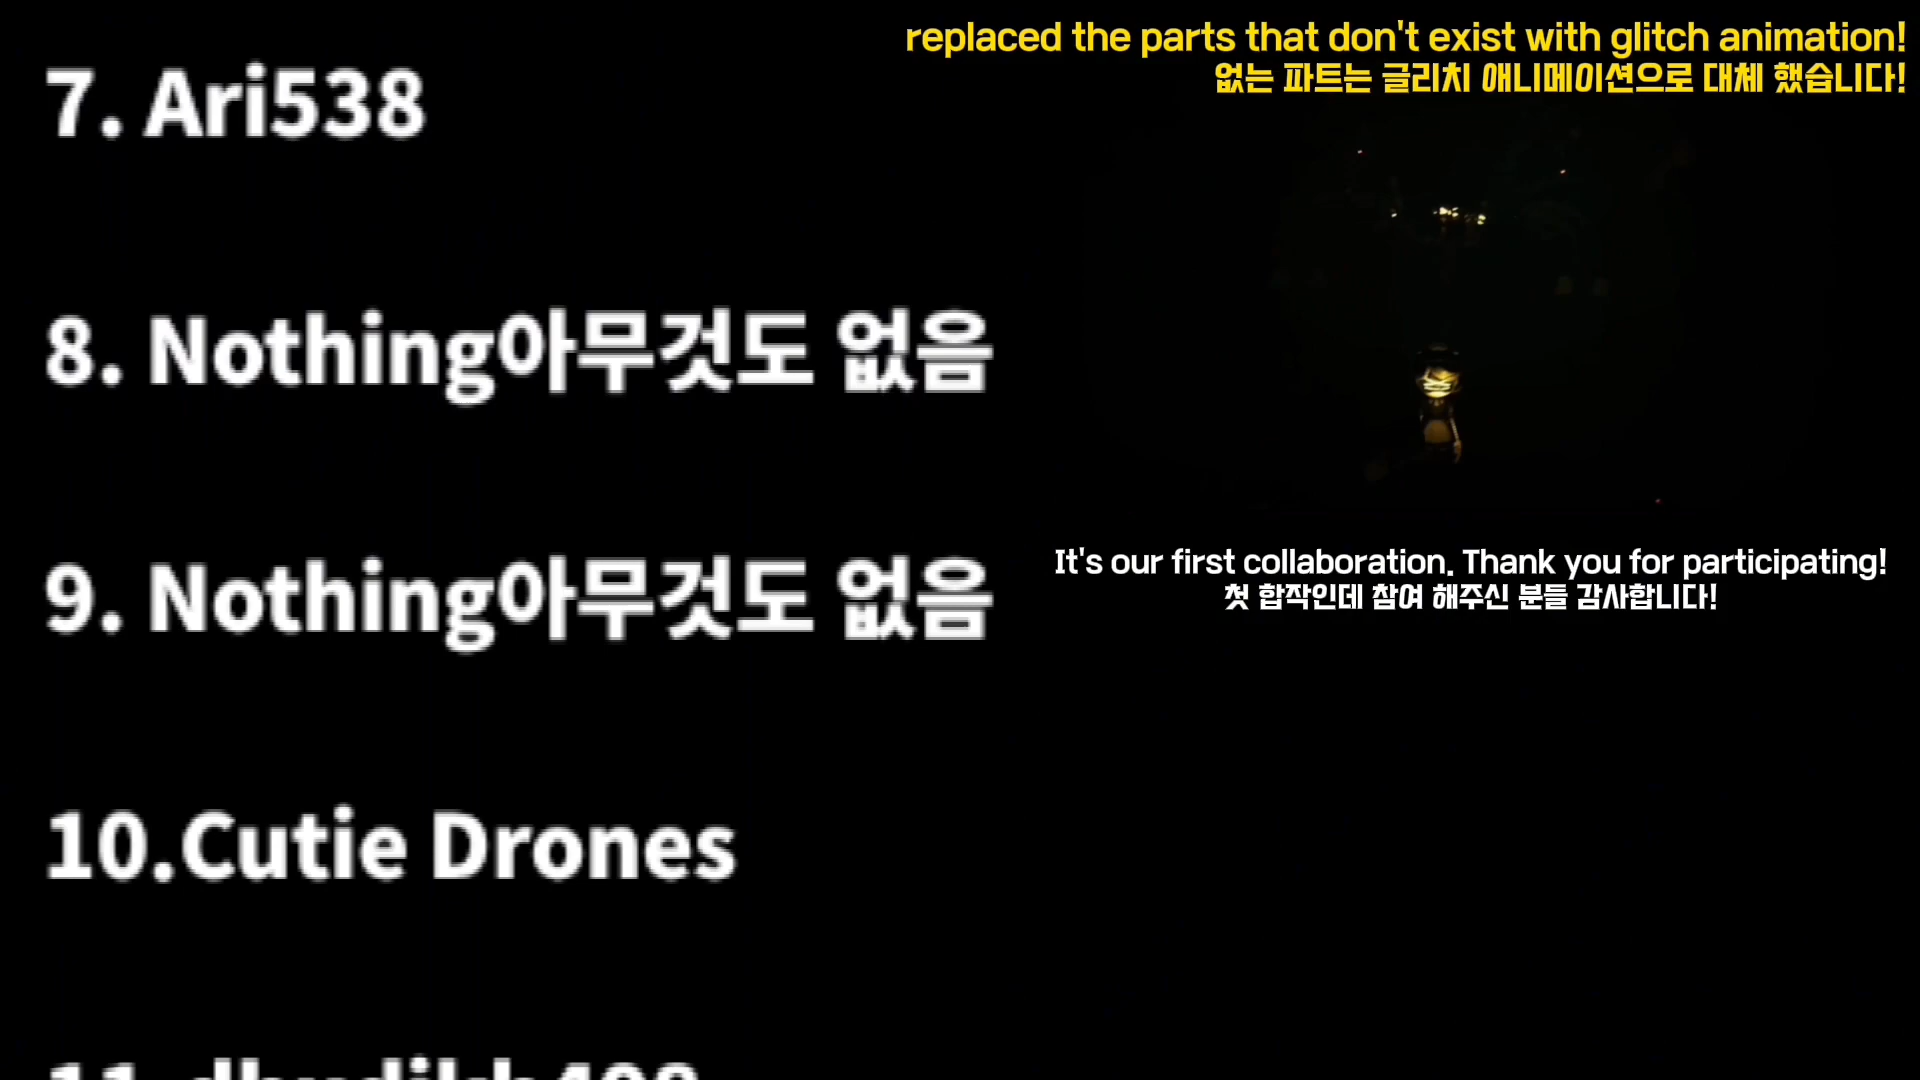 replaced the parts that don't exist with glitch animation!
없는 파트는 글리치 애니메이션으로 대체 했습니다!
7. Ari538
8. Nothing아무것도 없음
9. Nothing아무것도 없음
It's our first collaboration. Thank you for participating!
첫 합작인데 참여 해주신 분들 감사합니다!
10.Cutie Drones
11.